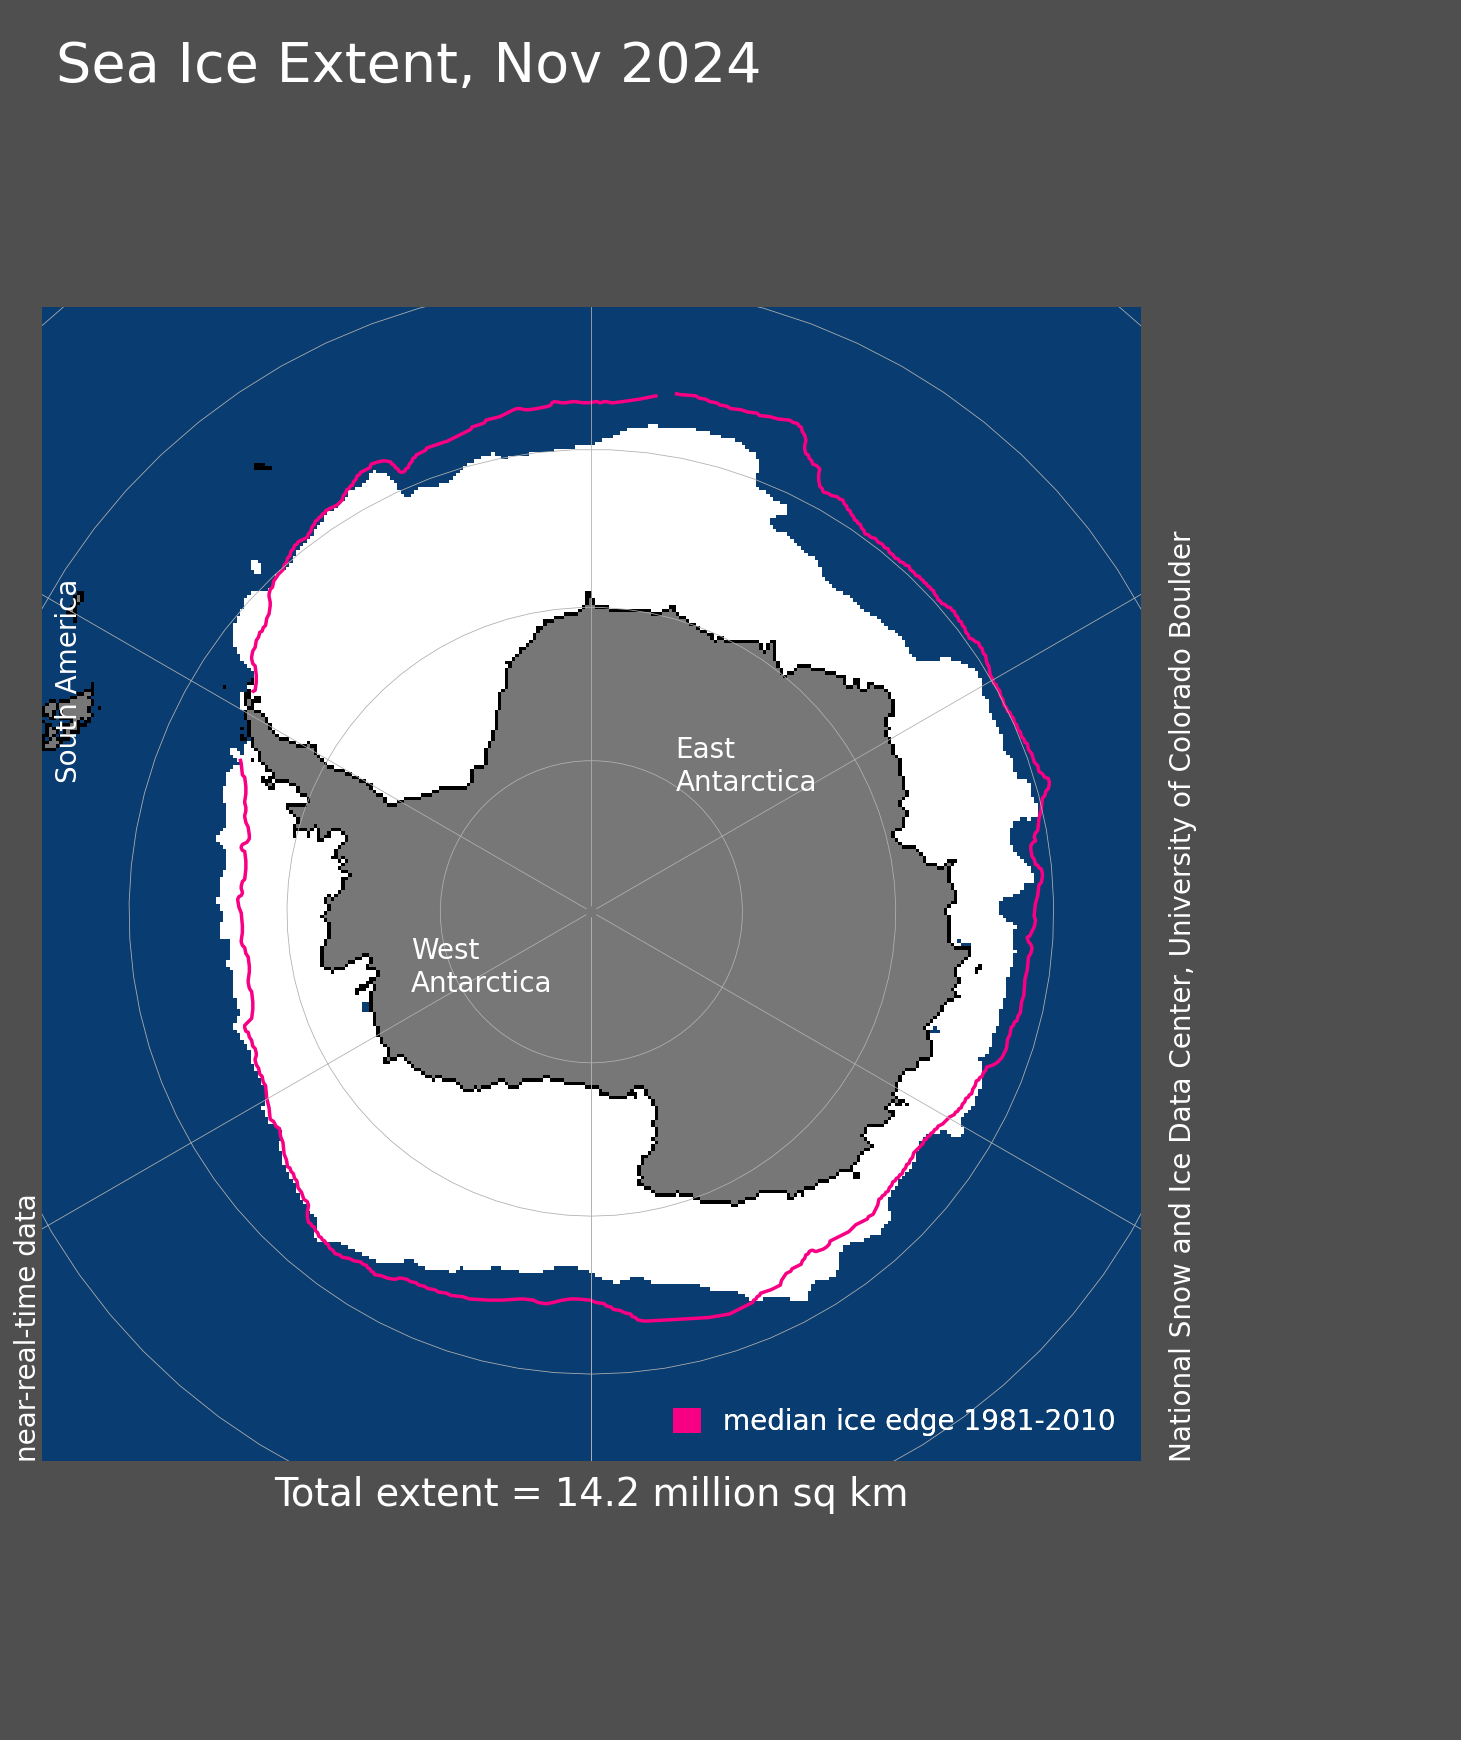 Sea Ice Extent, Nov 2024
South America
East
Antarctica
West
Antarctica
near-real-time data
National Snow and Ice Data Center, University of Colorado Boulder
median ice edge 1981-2010
Total extent = 14.2 million sq km